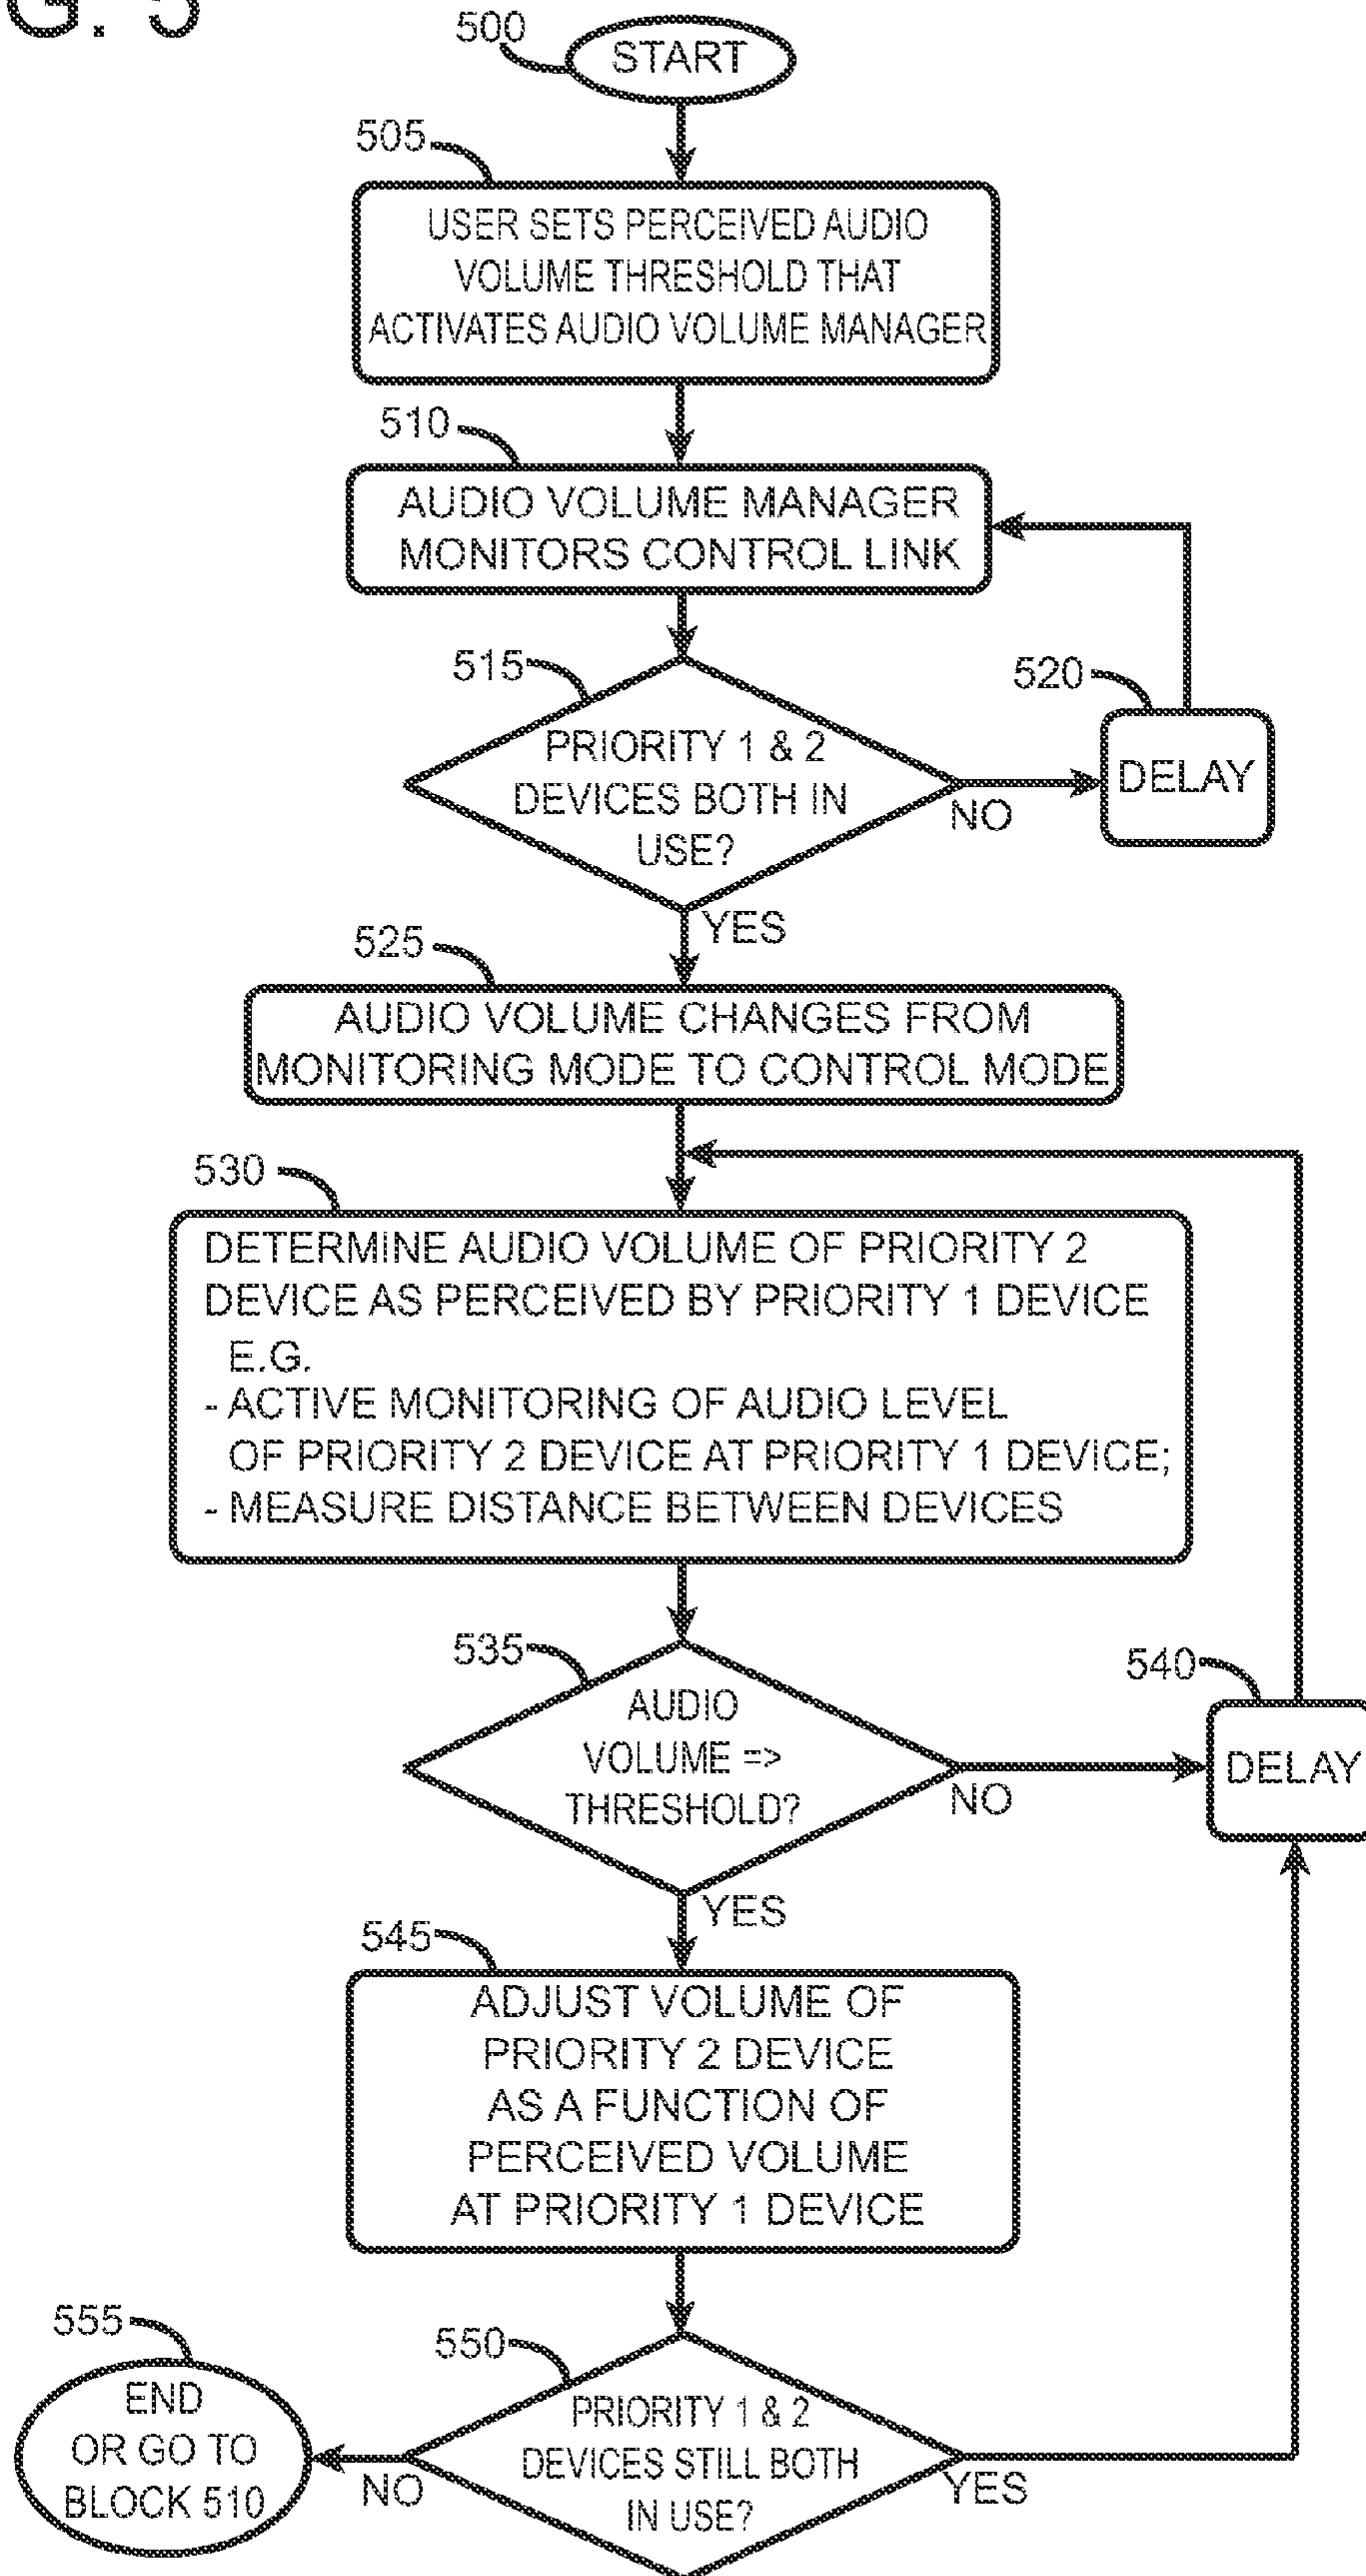 G. 5
500
START
505
USER SETS PERCEIVED AUDIO
VOLUME THRESHOLD THAT
ACTIVATES AUDIO VOLUME MANAGER
510
AUDIO VOLUME MANAGER
MONITORS CONTROL LINK
515
PRIORITY 1 & 2
DEVICES BOTH IN
USE?
NO
520
DELAY
YES
525
AUDIO VOLUME CHANGES FROM
MONITORING MODE TO CONTROL MODE
530
DETERMINE AUDIO VOLUME OF PRIORITY 2
DEVICE AS PERCEIVED BY PRIORITY 1 DEVICE
E.G.
- ACTIVE MONITORING OF AUDIO LEVEL
OF PRIORITY 2 DEVICE AT PRIORITY 1 DEVICE;
- MEASURE DISTANCE BETWEEN DEVICES
535
AUDIO
VOLUME =>
THRESHOLD?
NO
540
DELAY
YES
545
ADJUST VOLUME OF
PRIORITY 2 DEVICE
AS A FUNCTION OF
PERCEIVED VOLUME
AT PRIORITY 1 DEVICE
550
PRIORITY 1 & 2
DEVICES STILL BOTH
IN USE?
YES
NO
555
END
OR GO TO
BLOCK 510